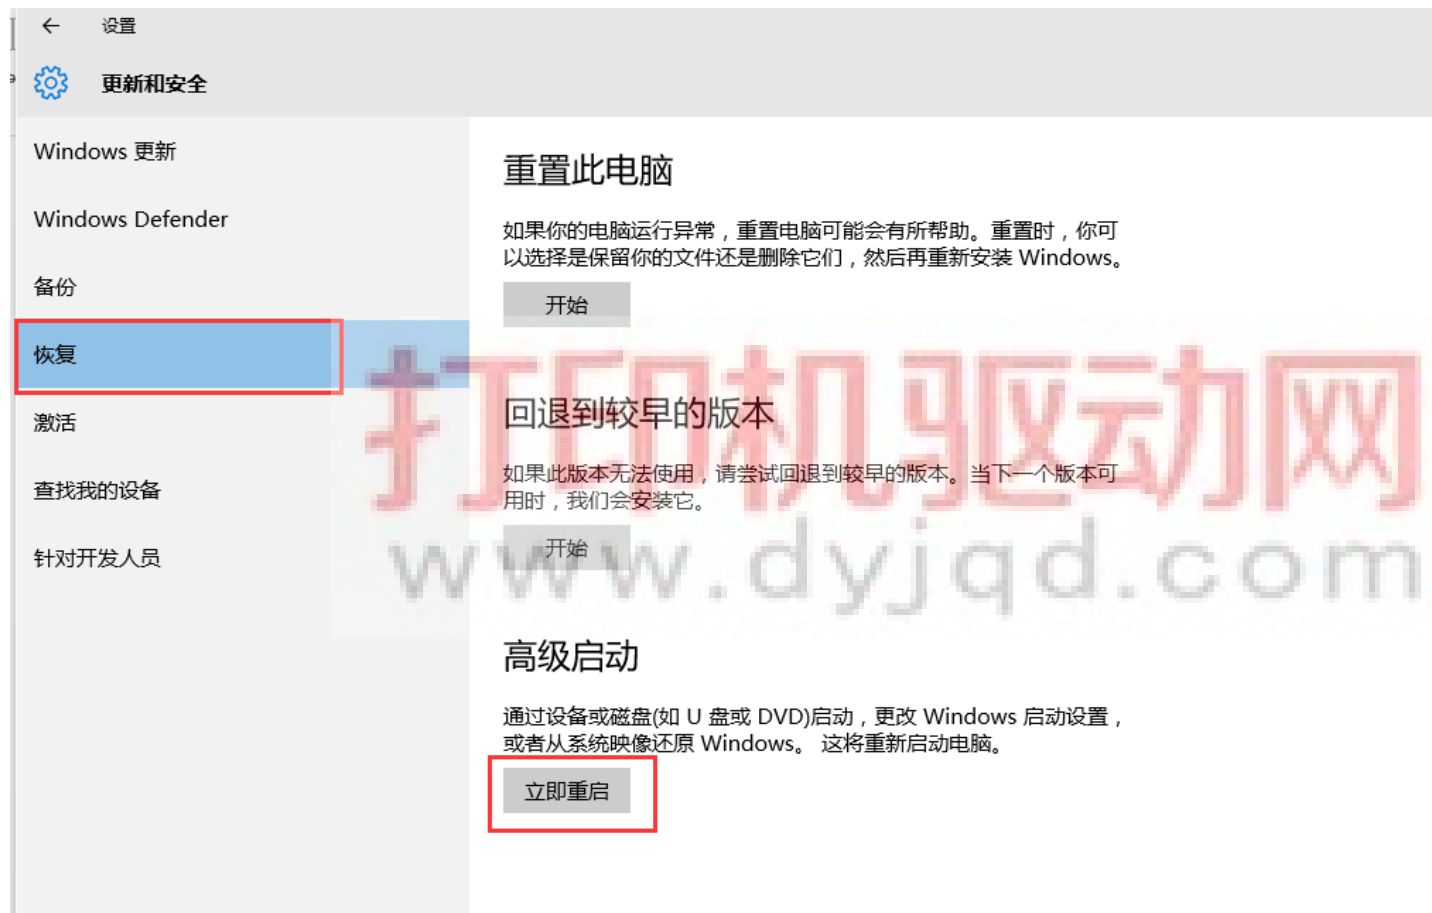 设置
更新和安全
Windows 更新
Windows Defender
备份
恢复
激活
查找我的设备
针对开发人员
重置此电脑
如果你的电脑运行异常，重置电脑可能会有所帮助。重置时，你可
以选择是保留你的文件还是删除它们，然后再重新安装 Windows。
开始
回退到较早的版本
如果此版本无法使用，请尝试回退到较早的版本。当下一个版本可
用时，我们会安装它。
开始
高级启动
通过设备或磁盘(如 U 盘或 DVD)启动，更改 Windows 启动设置，
或者从系统映像还原 Windows。 这将重新启动电脑。
立即重启
打印机驱动网
www.dyjqd.com